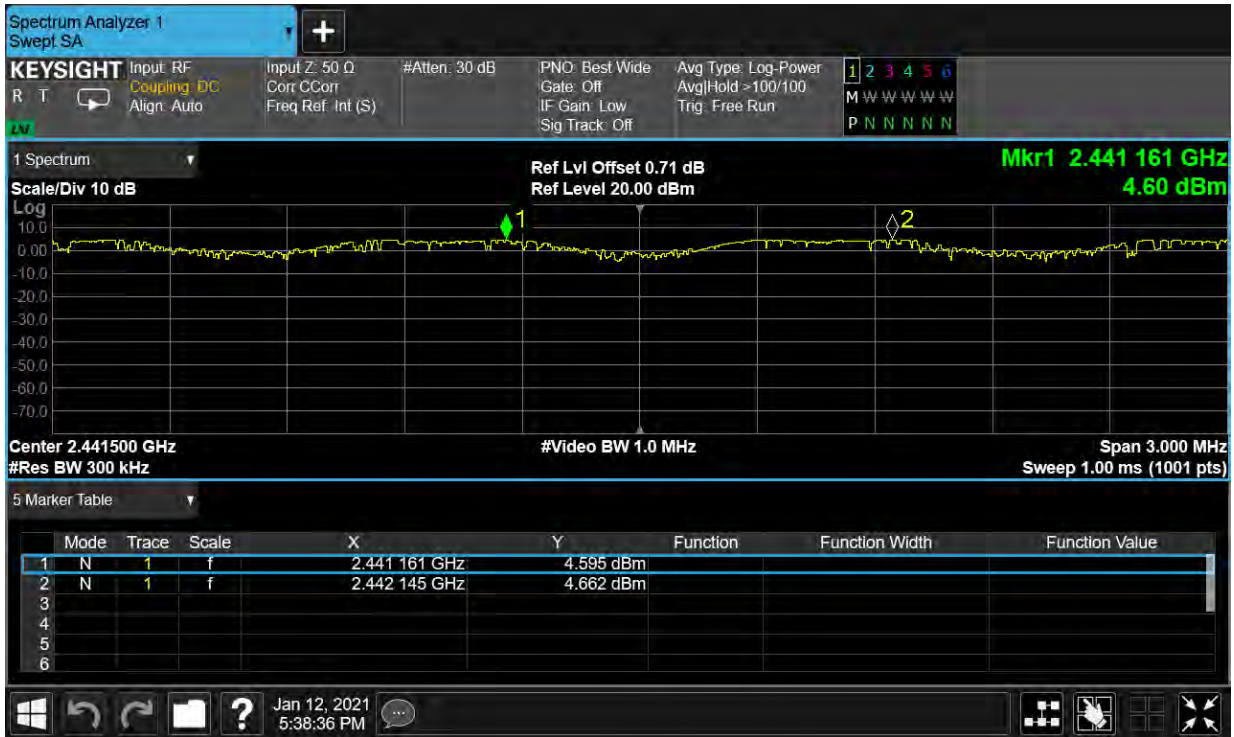 Spectrum Analyzer 1
Swept SA
+
KEYSIGHT Input: RF Input Z: 50 Ω #Atten: 30 dB PNO: Best Wide Avg Type: Log-Power 1 2 3 4 5 6
R T Coupling: DC Corr CCorr Gate: Off Avg|Hold >100/100 M W W W W W W
Align: Auto Freq Ref: Int (S) IF Gain: Low Trig: Free Run
Sig Track: Off P N N N N N N
1 Spectrum Ref Lvl Offset 0.71 dB Mkr1 2.441 161 GHz
Scale/Div 10 dB Ref Level 20.00 dBm 4.60 dBm
Log
10.0
0.00
-10.0
-20.0
-30.0
-40.0
-50.0
-60.0
-70.0
1
2
Center 2.441500 GHz #Video BW 1.0 MHz Span 3.000 MHz
#Res BW 300 kHz Sweep 1.00 ms (1001 pts)
5 Marker Table
Mode Trace Scale X Y Function Function Width Function Value
1 N 1 f 2.441 161 GHz 4.595 dBm
2 N 1 f 2.442 145 GHz 4.662 dBm
3
4
5
6
? Jan 12, 2021
5:38:36 PM